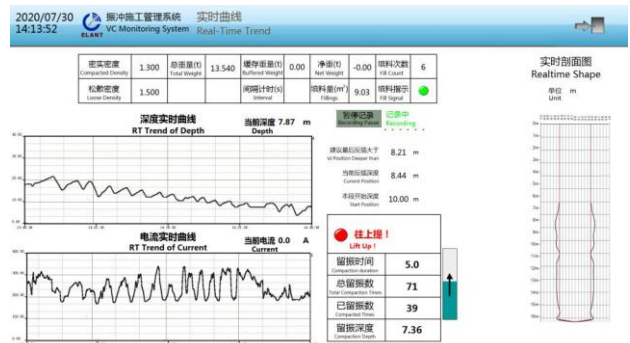 2020/07/30 振冲施工管理系统 实时曲线
14:13:52 ELANT VC Monitoring System Real-Time Trend
密实密度 1.300 总重量(t) 13.540 缓存重量(t) 0.00 净重(t) -0.00 填料次数 6
Compacted Density Total Weight Buffered Weight Net Weight Fill Count
松散密度 1.500 间隔计时(s) 填料量(m³) 9.03 填料指示
Loose Density Interval Fillings Fill Signal
实时剖面图
Realtime Shape
单位 m
Unit
深度实时曲线 当前深度 7.87 m
RT Trend of Depth Depth
暂停记录 记录中
Recording Pause Recording
建议最后反插大于 8.21 m
Position Deeper than
当前反插深度 8.44 m
Current Position
本段开始深度 10.00 m
Start Position
电流实时曲线 当前电流 0.0 A
RT Trend of Current Current
往上提！
Lift Up !
留振时间 5.0
Compaction duration
总留振数 71
Total Compaction Times
已留振数 39
Compacted Times
留振深度 7.36
Compaction Depth